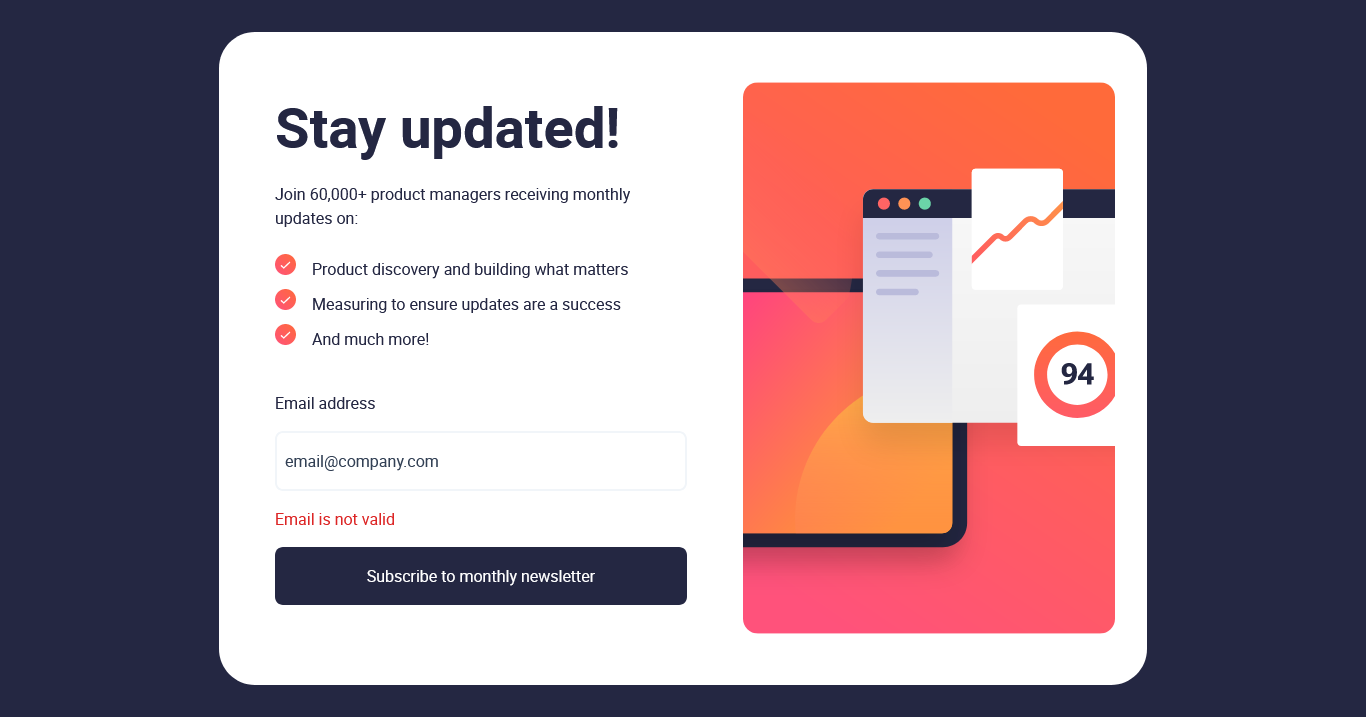 Stay updated!
Join 60,000+ product managers receiving monthly
updates on:
Product discovery and building what matters
Measuring to ensure updates are a success
And much more!
Email address
email@company.com
Email is not valid
Subscribe to monthly newsletter
94